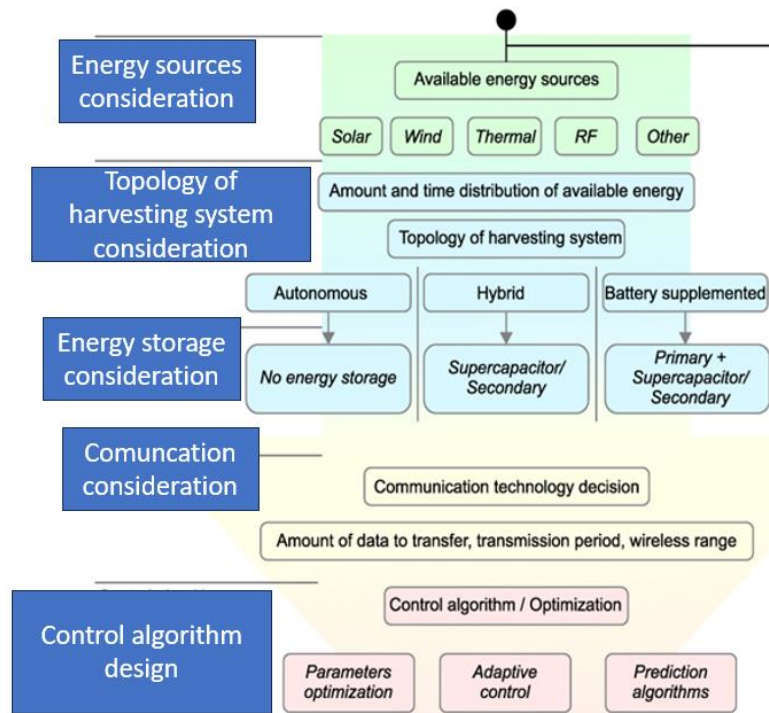 Energy sources
consideration
Available energy sources
Solar
Wind
Thermal
RF
Other
Topology of
harvesting system
consideration
Amount and time distribution of available energy
Topology of harvesting system
Autonomous
Hybrid
Battery supplemented
Energy storage
consideration
No energy storage
Supercapacitor/
Secondary
Primary +
Supercapacitor/
Secondary
Comuncation
consideration
Communication technology decision
Amount of data to transfer, transmission period, wireless range
Control algorithm
design
Control algorithm / Optimization
Parameters
optimization
Adaptive
control
Prediction
algorithms